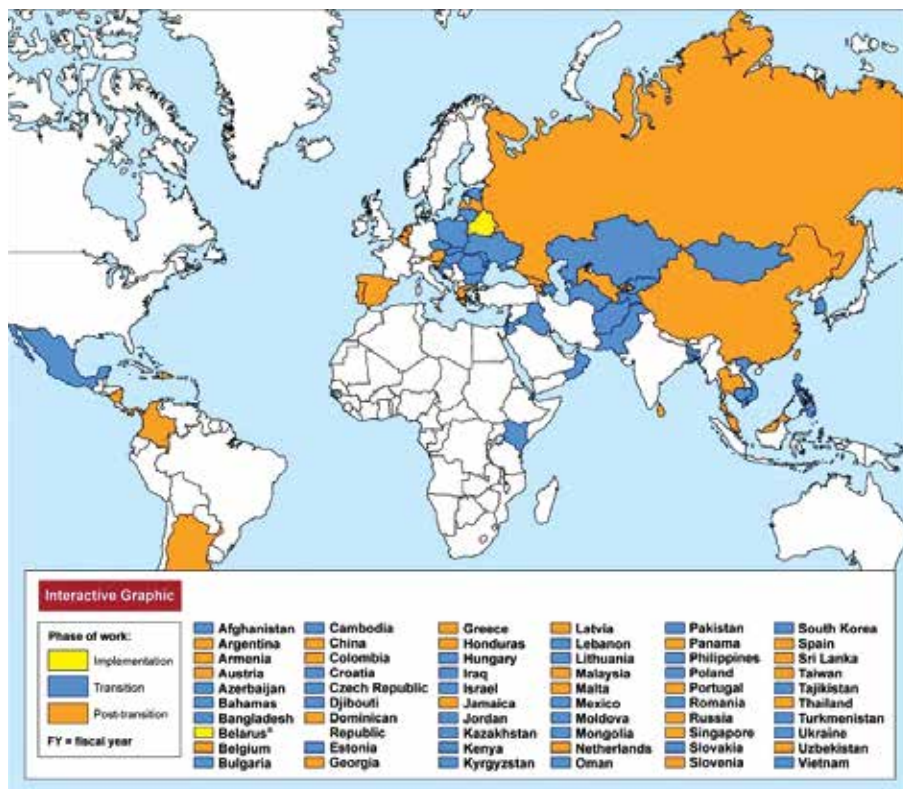 Interactive Graphic
Phase of work:
Implementation
Transition
Post-transition
FY = fiscal year
Afghanistan
Argentina
Armenia
Austria
Azerbaijan
Bahamas
Bangladesh
Belarus
Belgium
Bulgaria
Cambodia
China
Colombia
Croatia
Czech Republic
Djibouti
Dominican
Republic
Estonia
Georgia
Greece
Honduras
Hungary
Iraq
Israel
Jamaica
Jordan
Kazakhstan
Kenya
Kyrgyzstan
Latvia
Lebanon
Lithuania
Malaysia
Malta
Mexico
Moldova
Mongolia
Netherlands
Oman
Pakistan
Panama
Philippines
Poland
Portugal
Romania
Russia
Singapore
Slovakia
Slovenia
South Korea
Spain
Sri Lanka
Taiwan
Tajikistan
Thailand
Turkmenistan
Ukraine
Uzbekistan
Vietnam